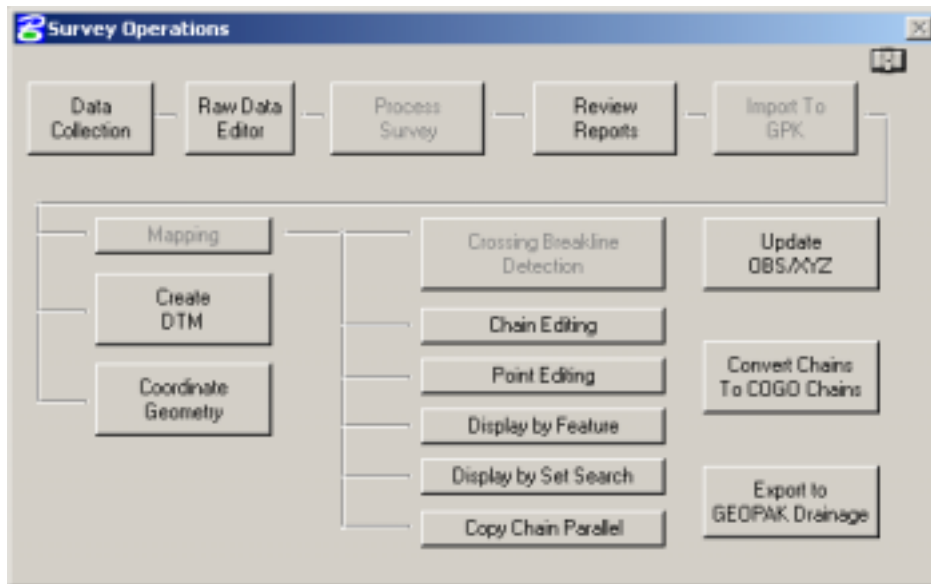 Survey Operations
Data
Collection
Raw Data
Editor
Process
Survey
Review
Reports
Import To
GPK
Mapping
Create
DTM
Coordinate
Geometry
Crossing Breakline
Detection
Chain Editing
Point Editing
Display by Feature
Display by Set Search
Copy Chain Parallel
Update
OBS/XYZ
Convert Chains
To COGO Chains
Export to
GEOPAK Drainage